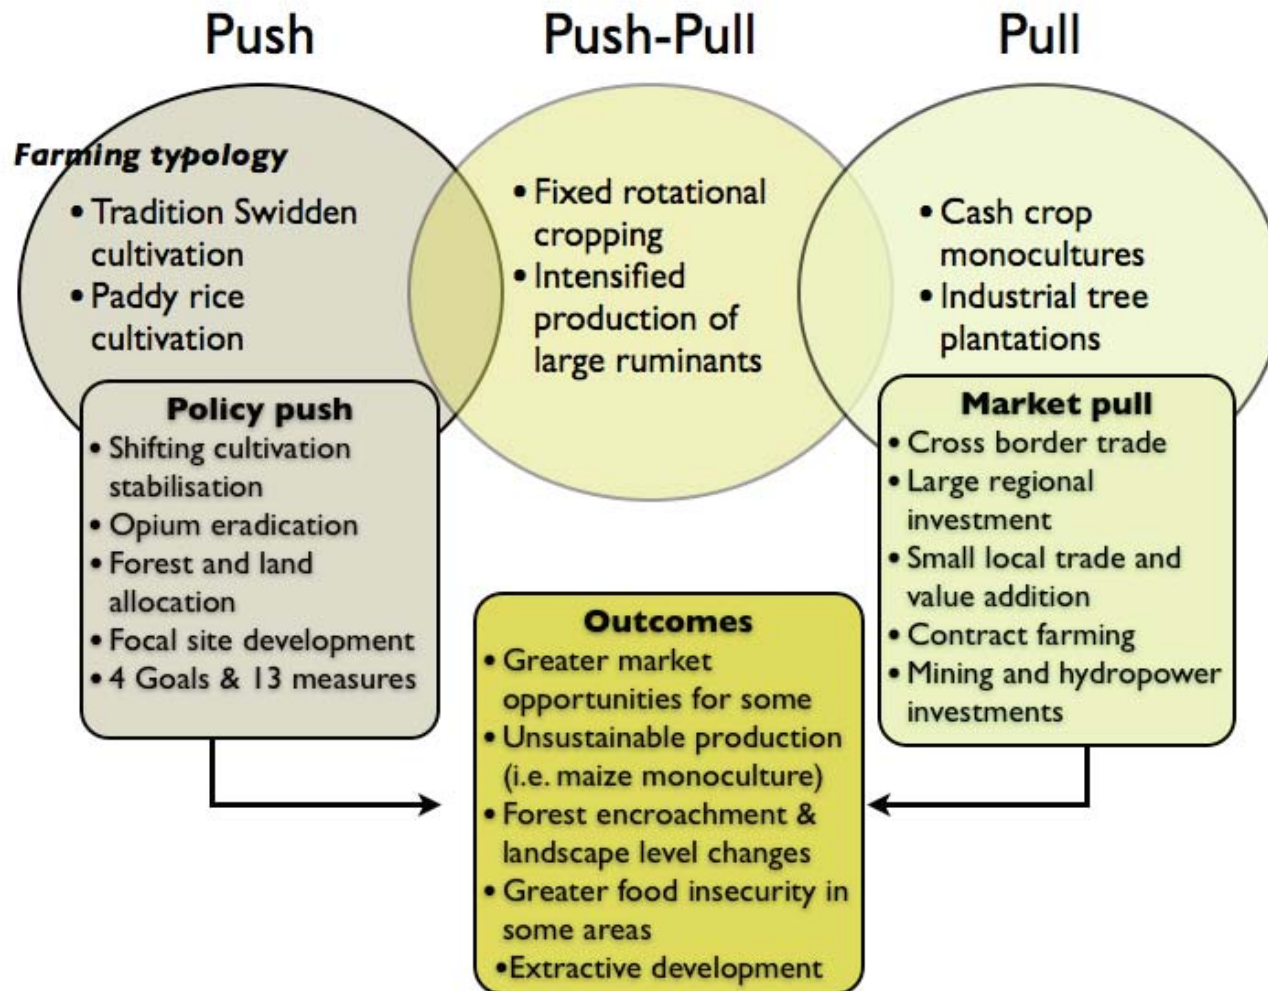 Push
Push-Pull
Pull
Farming typology
• Tradition Swidden
cultivation
• Paddy rice
cultivation
• Fixed rotational
cropping
• Intensified
production of
large ruminants
• Cash crop
monocultures
• Industrial tree
plantations
Policy push
• Shifting cultivation
stabilisation
• Opium eradication
• Forest and land
allocation
• Focal site development
• 4 Goals & 13 measures
Market pull
• Cross border trade
• Large regional
investment
• Small local trade and
value addition
• Contract farming
• Mining and hydropower
investments
Outcomes
• Greater market
opportunities for some
• Unsustainable production
(i.e. maize monoculture)
• Forest encroachment &
landscape level changes
• Greater food insecurity in
some areas
•Extractive development